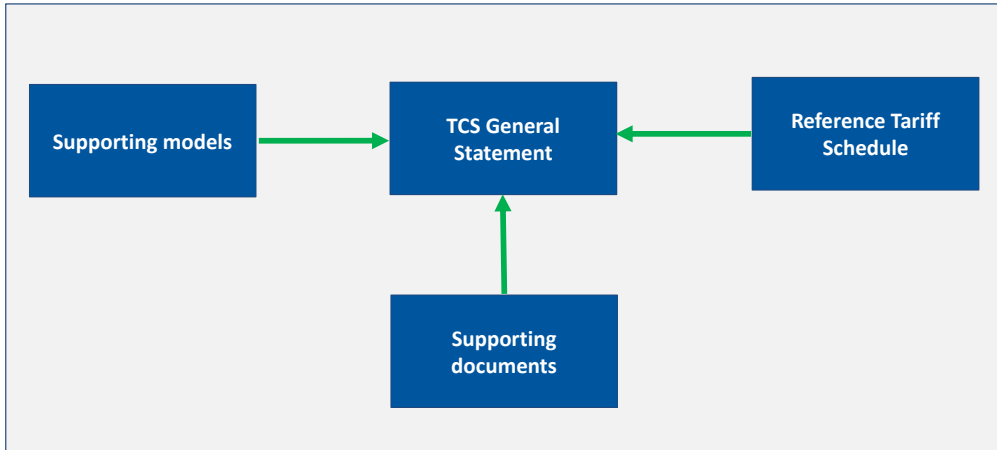 Supporting models
TCS General
Statement
Reference Tariff
Schedule
Supporting
documents